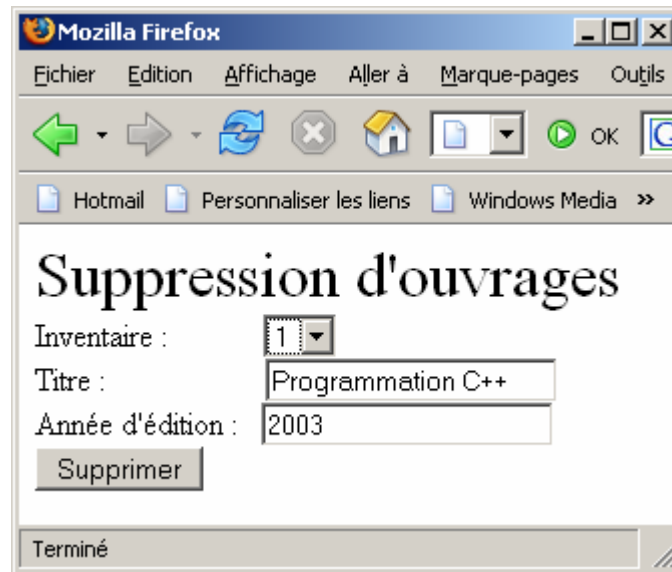 Mozilla Firefox
Fichier Edition Affichage Aller à Marque-pages Outils
OK
Hotmail Personnaliser les liens Windows Media »
Suppression d'ouvrages
Inventaire : 1
Titre : Programmation C++
Année d'édition : 2003
Supprimer
Terminé